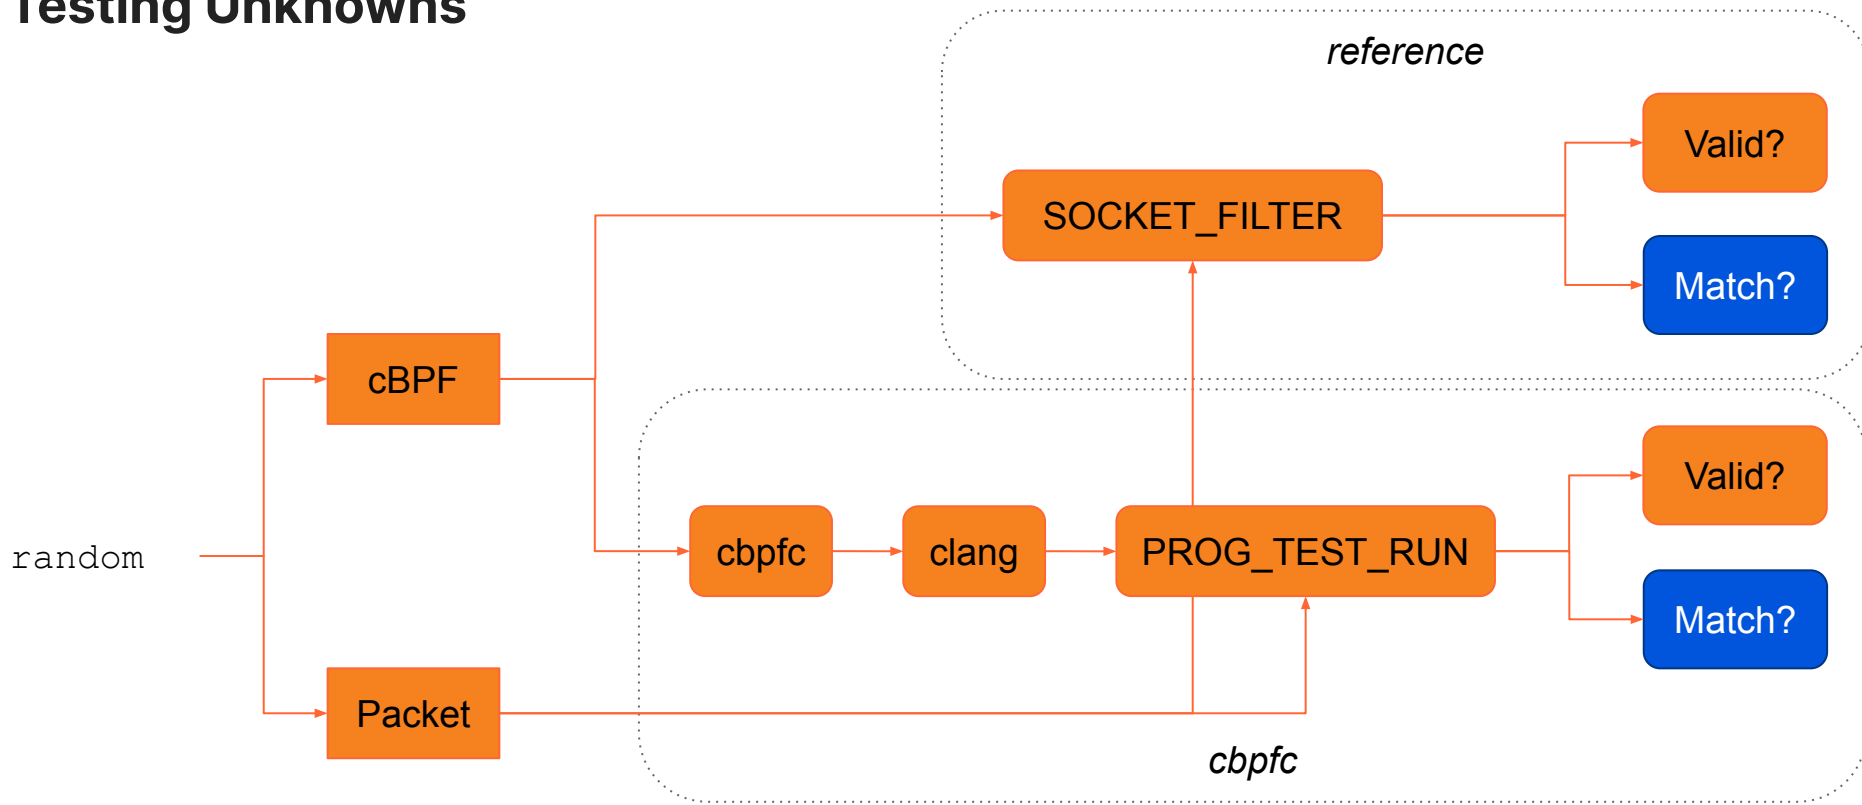 Testing Unknowns
reference
Valid?
SOCKET_FILTER
Match?
cBPF
Valid?
cbpfc
clang
PROG_TEST_RUN
random
Match?
Packet
cbpfc